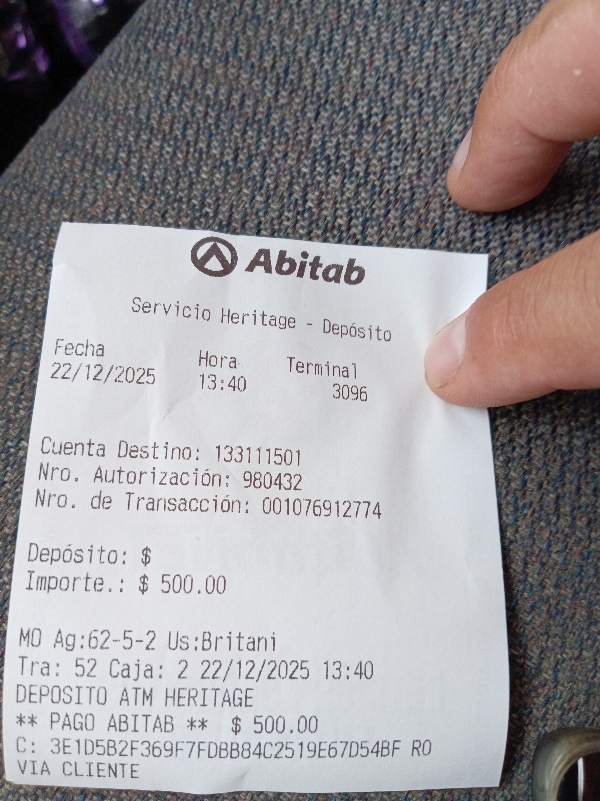 Abitab
Servicio Heritage - Depósito
Fecha Hora Terminal
22/12/2025 13:40 3096
Cuenta Destino: 133111501
Nro. Autorización: 980432
Nro. de Transacción: 001076912774
Depósito: $
Importe.: $ 500.00
MO Ag:62-5-2 Us:Britani
Tra: 52 Caja: 2 22/12/2025 13:40
DEPOSITO ATM HERITAGE
** PAGO ABITAB ** $ 500.00
C: 3E1D5B2F369F7FDBB84C2519E67D54BF RO
VIA CLIENTE